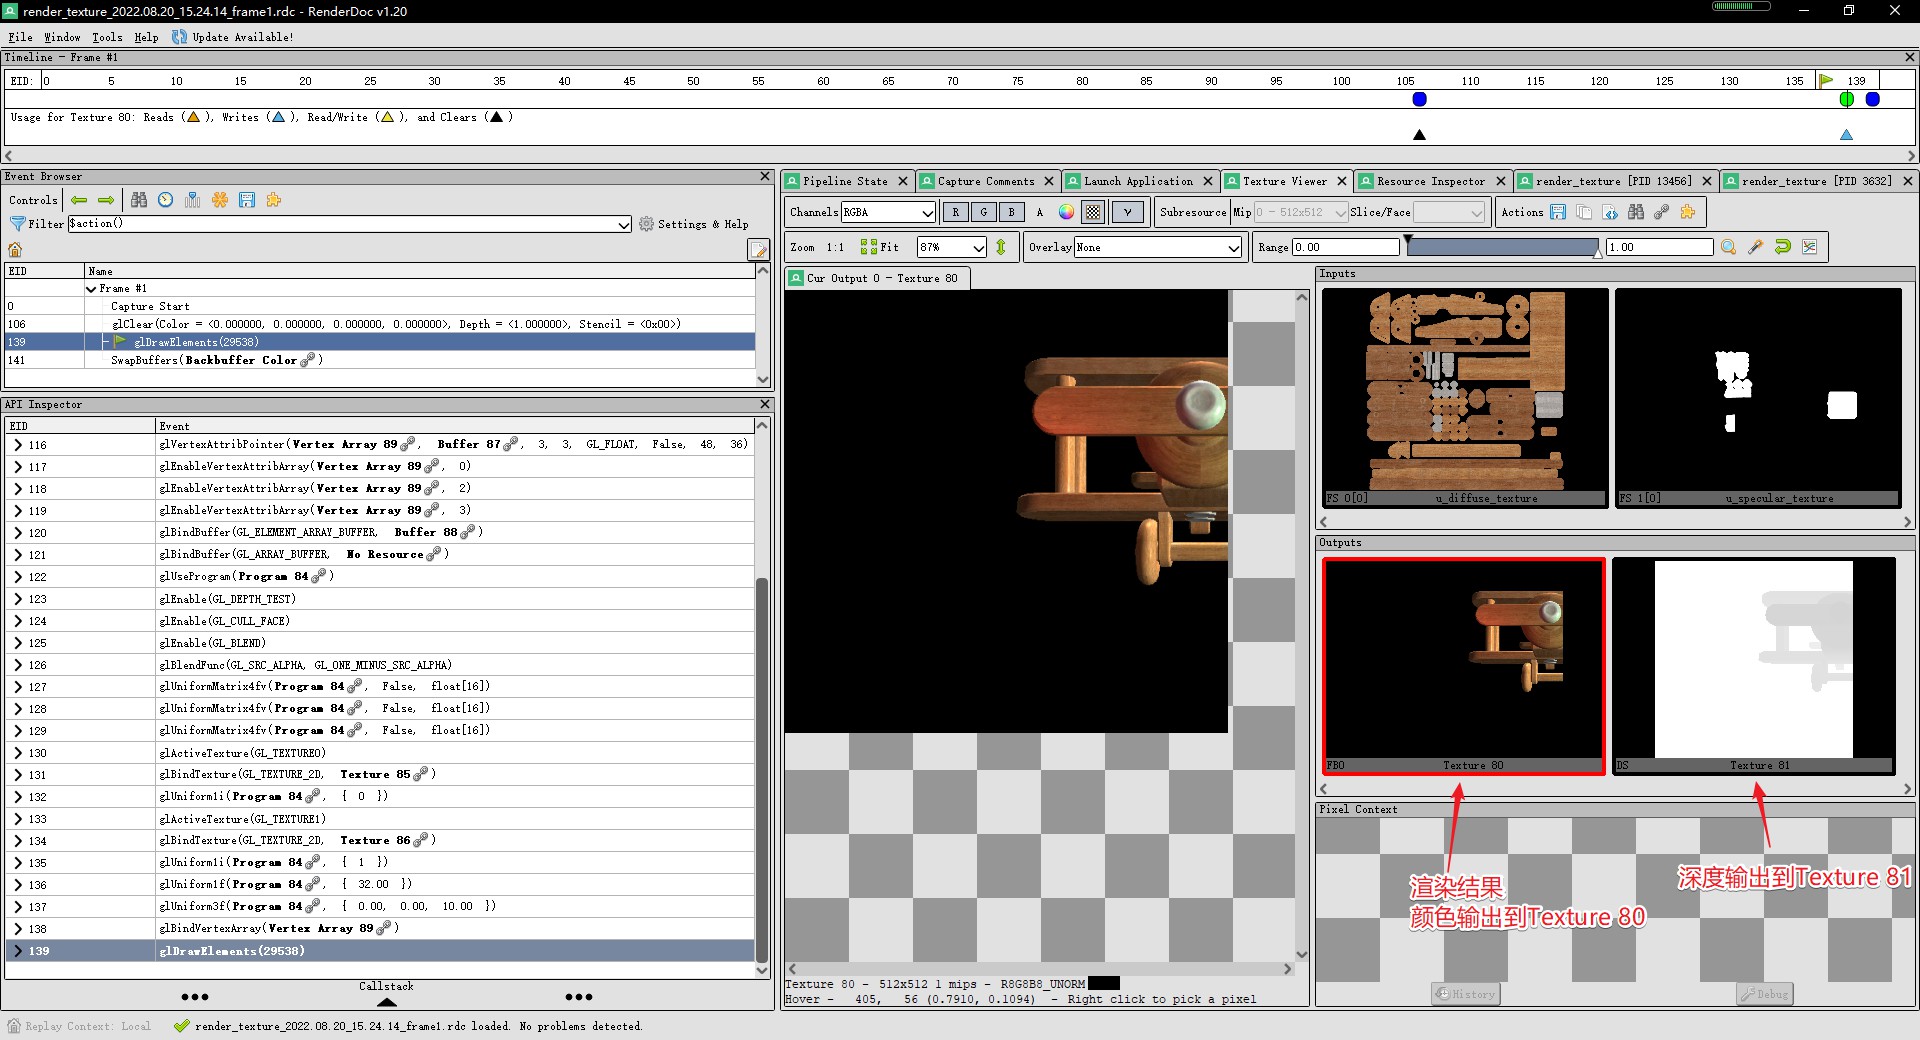 render_texture_2022.08.20_15.24.14_frame1.rdc - RenderDoc v1.20
File Window Tools Help Update Available!
Timeline - Frame #1
EID: 0 5 10 15 20 25 30 35 40 45 50 55 60 65 70 75 80 85 90 95 100 105 110 115 120 125 130 135 139
Usage for Texture 80: Reads ( ), Writes ( ), Read/Write ( ), and Clears ( )
Event Browser
Controls
Filter $action() Settings & Help
EID Name
Frame #1
0 Capture Start
106 glClear(Color = <0.000000, 0.000000, 0.000000, 0.000000>, Depth = <1.000000>, Stencil = <0x00>)
139 glDrawElements(29538)
141 SwapBuffers(Backbuffer Color )
API Inspector
EID Event
116 glVertexAttribPointer(Vertex Array 89 , Buffer 87 , 3, 3, GL_FLOAT, False, 48, 36)
117 glEnableVertexAttribArray(Vertex Array 89 , 0)
118 glEnableVertexAttribArray(Vertex Array 89 , 2)
119 glEnableVertexAttribArray(Vertex Array 89 , 3)
120 glBindBuffer(GL_ELEMENT_ARRAY_BUFFER, Buffer 88 )
121 glBindBuffer(GL_ARRAY_BUFFER, No Resource )
122 glUseProgram(Program 84 )
123 glEnable(GL_DEPTH_TEST)
124 glEnable(GL_CULL_FACE)
125 glEnable(GL_BLEND)
126 glBlendFunc(GL_SRC_ALPHA, GL_ONE_MINUS_SRC_ALPHA)
127 glUniformMatrix4fv(Program 84 , False, float[16])
128 glUniformMatrix4fv(Program 84 , False, float[16])
129 glUniformMatrix4fv(Program 84 , False, float[16])
130 glActiveTexture(GL_TEXTURE0)
131 glBindTexture(GL_TEXTURE_2D, Texture 85 )
132 glUniform1i(Program 84 , { 0 })
133 glActiveTexture(GL_TEXTURE1)
134 glBindTexture(GL_TEXTURE_2D, Texture 86 )
135 glUniform1i(Program 84 , { 1 })
136 glUniform1f(Program 84 , { 32.00 })
137 glUniform3f(Program 84 , { 0.00, 0.00, 10.00 })
138 glBindVertexArray(Vertex Array 89 )
139 glDrawElements(29538)
Callstack
Pipeline State Capture Comments Launch Application Texture Viewer Resource Inspector render_texture [PID 13456] render_texture [PID 3632]
Channels RGBA R G B A γ Subresource Mip 0 - 512x512 Slice/Face Actions
Zoom 1:1 Fit 87% Overlay None Range 0.00 1.00
Cur Output 0 - Texture 80
Texture 80 - 512x512 1 mips - R8G8B8_UNORM
Hover - 405, 56 (0.7910, 0.1094) - Right click to pick a pixel
Inputs
FS 0[0] u_diffuse_texture
FS 1[0] u_specular_texture
Outputs
FBO Texture 80
DS Texture 81
Pixel Context
渲染结果
颜色输出到Texture 80
深度输出到Texture 81
History Debug
Replay Context: Local render_texture_2022.08.20_15.24.14_frame1.rdc loaded. No problems detected.